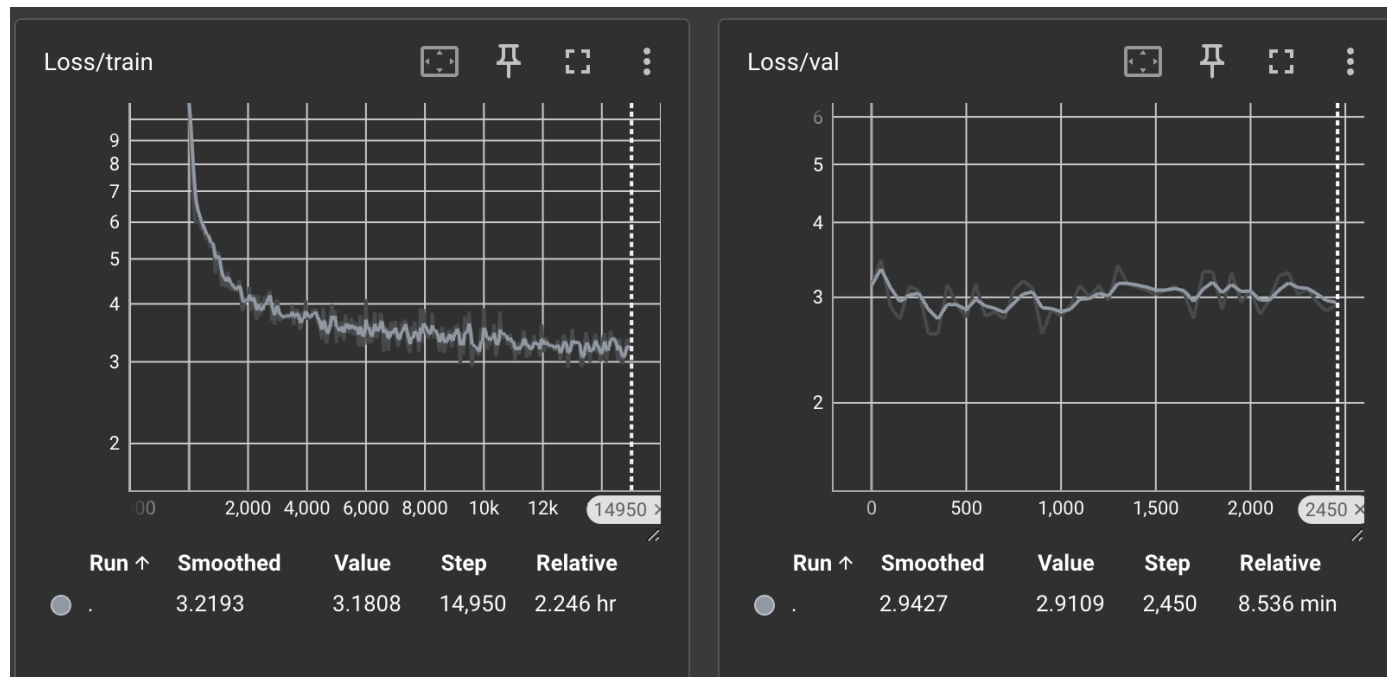 Loss/train
9
8
7
6
5
4
3
2
00 2,000 4,000 6,000 8,000 10k 12k 14950 ×
Run ↑ Smoothed Value Step Relative
. 3.2193 3.1808 14,950 2.246 hr
Loss/val
6
5
4
3
2
0 500 1,000 1,500 2,000 2450 ×
Run ↑ Smoothed Value Step Relative
. 2.9427 2.9109 2,450 8.536 min